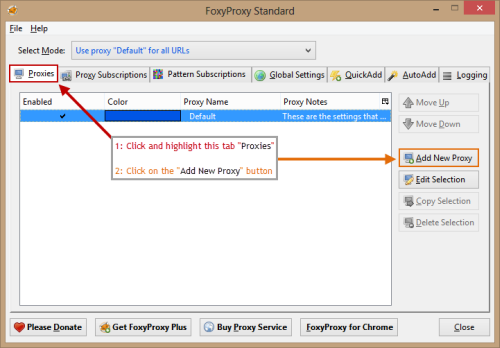 FoxyProxy Standard
File Help
Select Mode: Use proxy "Default" for all URLs
Proxies Proxy Subscriptions Pattern Subscriptions Global Settings QuickAdd AutoAdd Logging
Enabled Color Proxy Name Proxy Notes
Default These are the settings that ...
Move Up
Move Down
1: Click and highlight this tab "Proxies"
2: Click on the "Add New Proxy" button
Add New Proxy
Edit Selection
Copy Selection
Delete Selection
Please Donate Get FoxyProxy Plus Buy Proxy Service FoxyProxy for Chrome Close